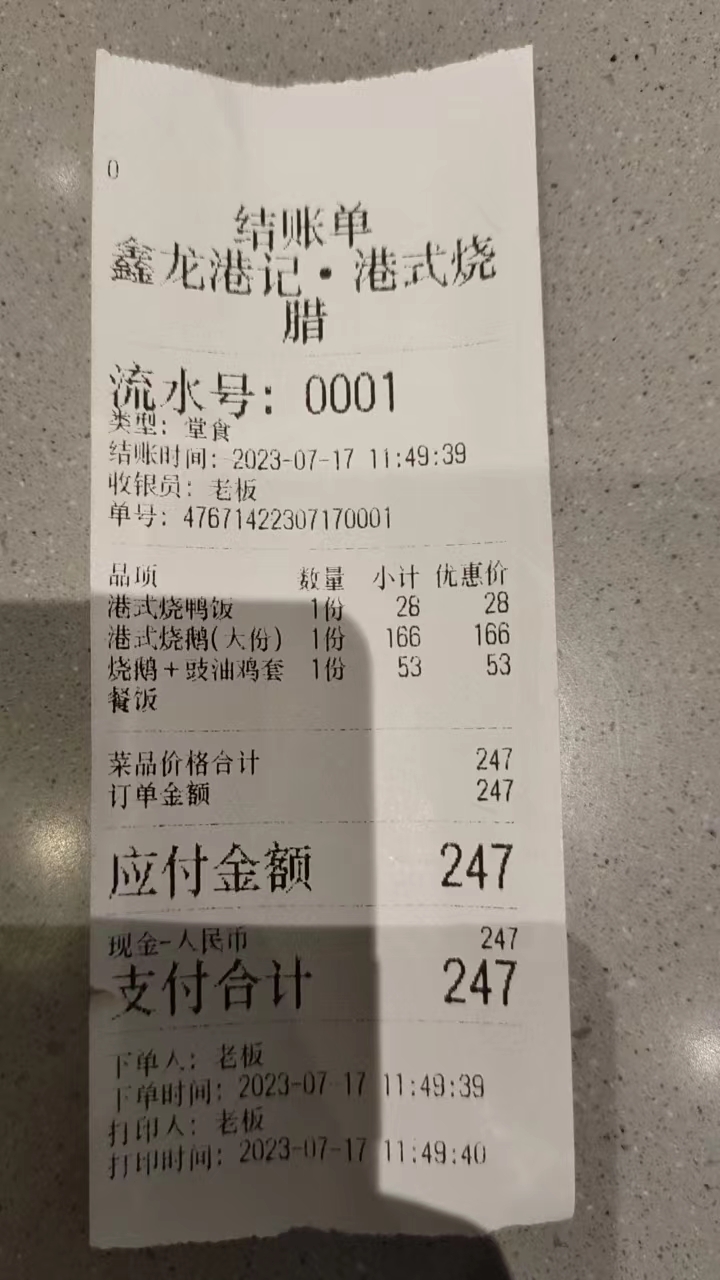 0
结账单
鑫龙港记·港式烧
腊
流水号: 0001
类型: 堂食
结账时间: 2023-07-17 11:49:39
收银员: 老板
单号: 47671422307170001
品项 数量 小计 优惠价
港式烧鸭饭 1份 28 28
港式烧鹅(大份) 1份 166 166
烧鹅+豉油鸡套 1份 53 53
餐饭
菜品价格合计 247
订单金额 247
应付金额 247
现金-人民币 247
支付合计 247
下单人: 老板
下单时间: 2023-07-17 11:49:39
打印人: 老板
打印时间: 2023-07-17 11:49:40